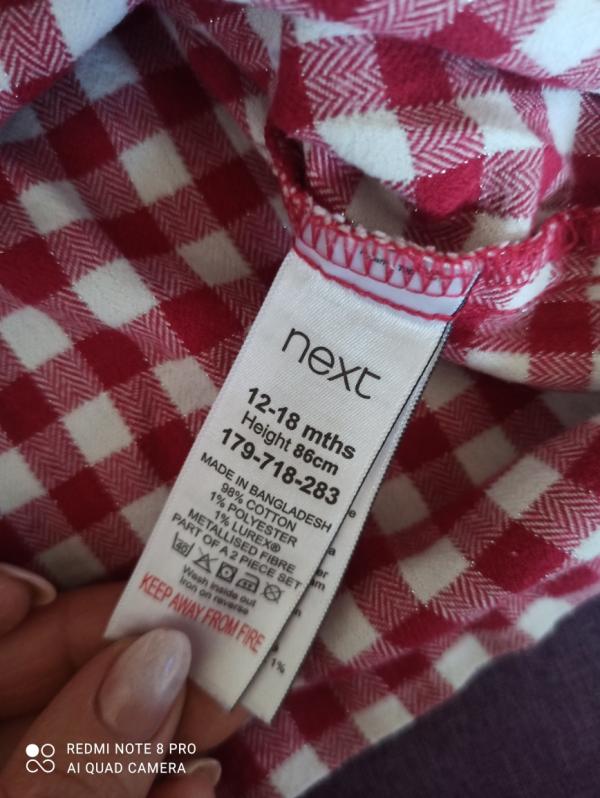 next
12-18 mths
Height 86cm
179-718-283
MADE IN BANGLADESH
98% COTTON
1% POLYESTER
1% LUREX®
METALLISED FIBRE
PART OF A 2 PIECE SET
40
Wash inside out
Iron on reverse
KEEP AWAY FROM FIRE
1%
REDMI NOTE 8 PRO
AI QUAD CAMERA